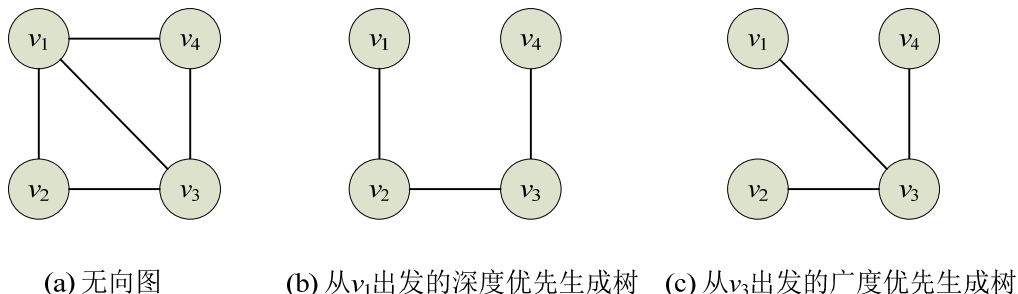 v1 v4 v1 v4 v1 v4
v2 v3 v2 v3 v2 v3
(a) 无向图 (b) 从v1出发的深度优先生成树 (c) 从v3出发的广度优先生成树